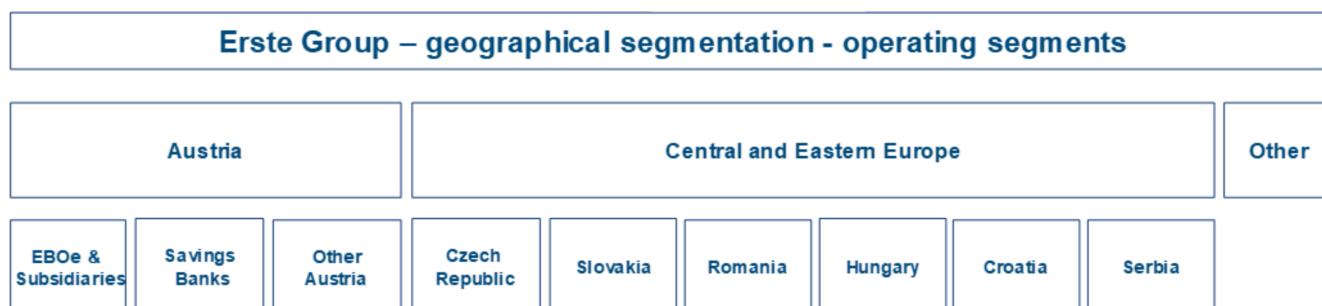 Erste Group – geographical segmentation - operating segments
Austria
Central and Eastern Europe
Other
EBOe &
Subsidiaries
Savings
Banks
Other
Austria
Czech
Republic
Slovakia
Romania
Hungary
Croatia
Serbia